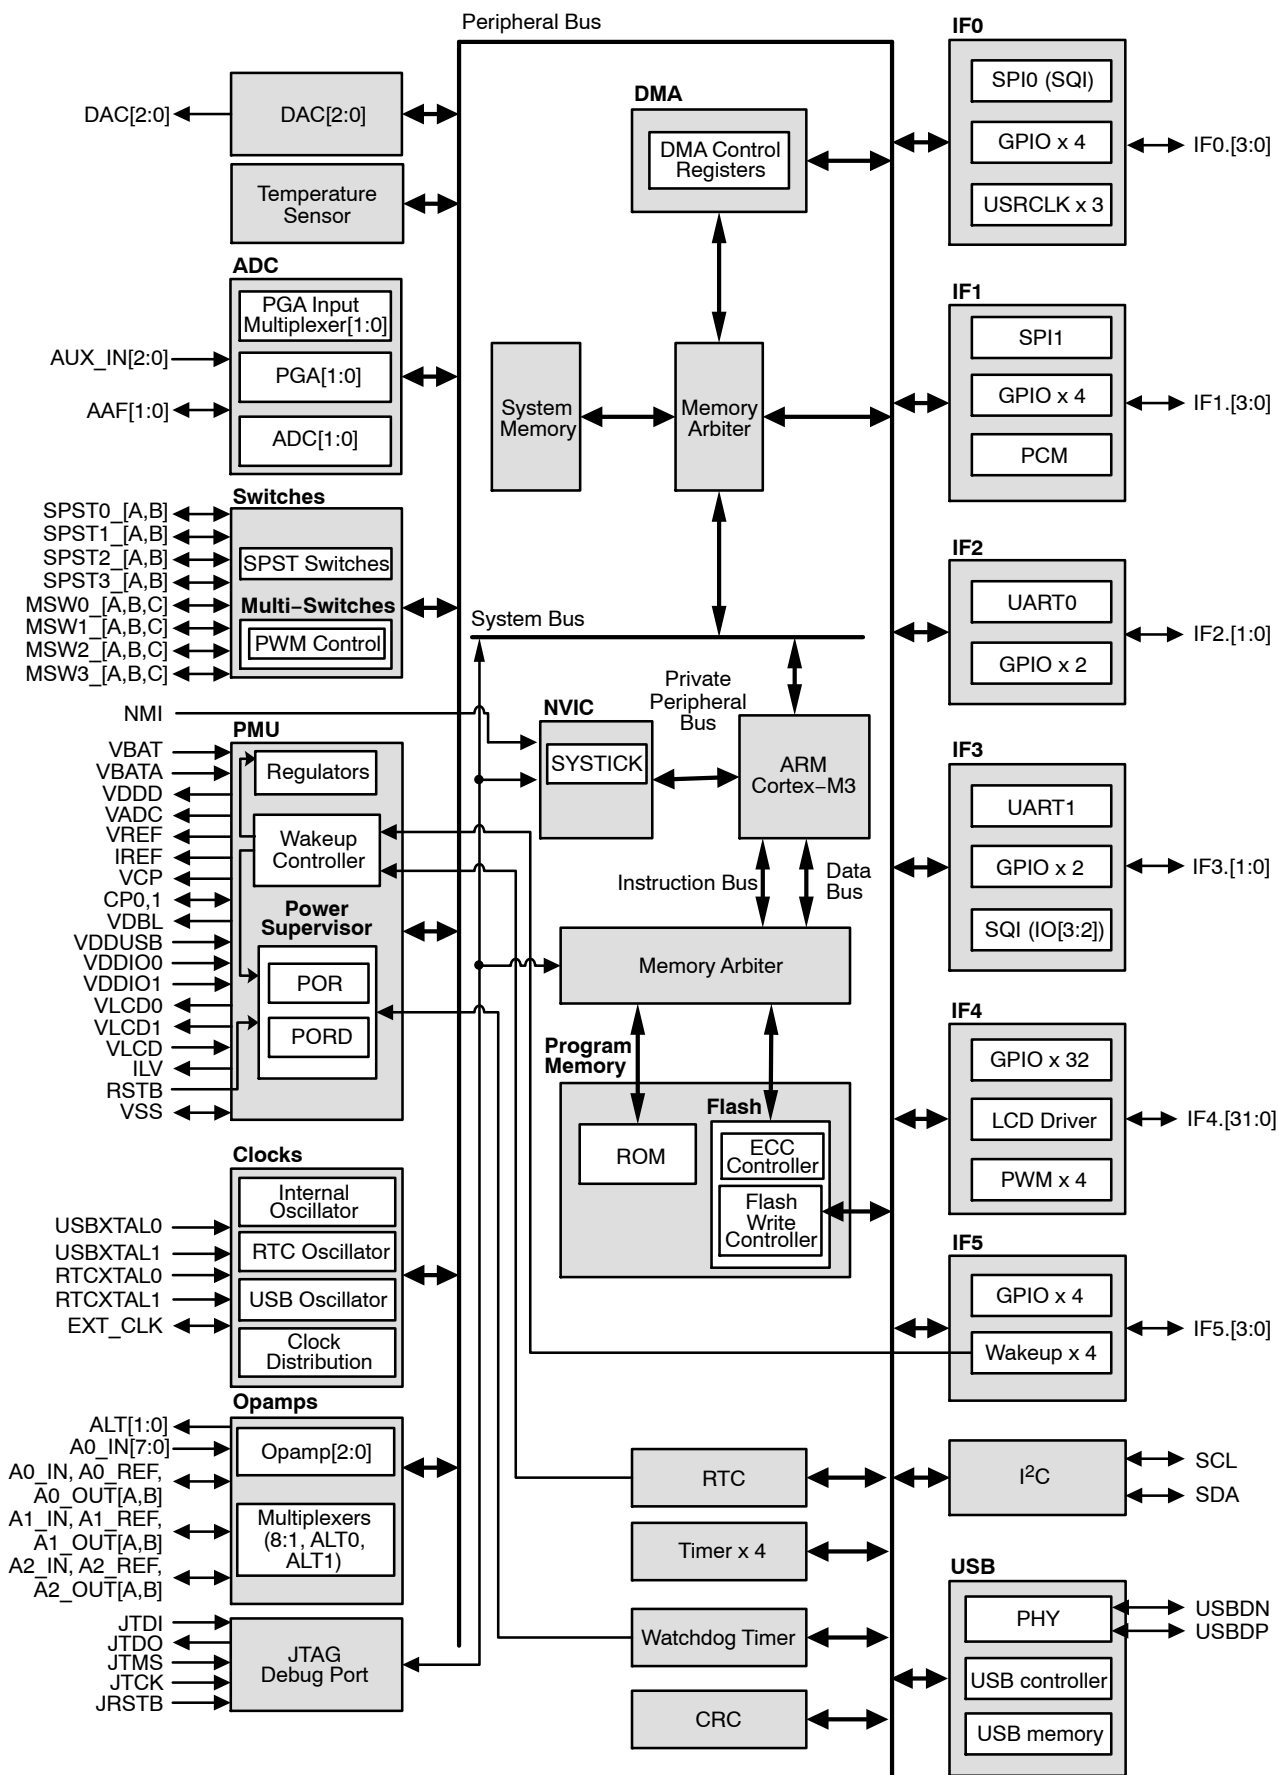 Peripheral Bus
DAC[2:0]
DAC[2:0]
Temperature
Sensor
ADC
PGA Input
Multiplexer[1:0]
AUX_IN[2:0]
PGA[1:0]
AAF[1:0]
ADC[1:0]
Switches
SPST0_[A,B]
SPST1_[A,B]
SPST2_[A,B]
SPST3_[A,B]
MSW0_[A,B,C]
MSW1_[A,B,C]
MSW2_[A,B,C]
MSW3_[A,B,C]
SPST Switches
Multi−Switches
PWM Control
NMI
PMU
VBAT
VBATA
VDDD
VADC
VREF
IREF
VCP
CP0,1
VDBL
VDDUSB
VDDIO0
VDDIO1
VLCD0
VLCD1
VLCD
ILV
RSTB
VSS
Regulators
Wakeup
Controller
Power
Supervisor
POR
PORD
Clocks
Internal
Oscillator
RTC Oscillator
USB Oscillator
Clock
Distribution
USBXTAL0
USBXTAL1
RTCXTAL0
RTCXTAL1
EXT_CLK
Opamps
ALT[1:0]
A0_IN[7:0]
A0_IN, A0_REF,
A0_OUT[A,B]
A1_IN, A1_REF,
A1_OUT[A,B]
A2_IN, A2_REF,
A2_OUT[A,B]
Opamp[2:0]
Multiplexers
(8:1, ALT0,
ALT1)
JTDI
JTDO
JTMS
JTCK
JRSTB
JTAG
Debug Port
DMA
DMA Control
Registers
System
Memory
Memory
Arbiter
System Bus
Private
Peripheral
Bus
NVIC
SYSTICK
ARM
Cortex−M3
Instruction Bus
Data
Bus
Memory Arbiter
Program
Memory
Flash
ROM
ECC
Controller
Flash
Write
Controller
RTC
Timer x 4
Watchdog Timer
CRC
IF0
SPI0 (SQI)
GPIO x 4
USRCLK x 3
IF0.[3:0]
IF1
SPI1
GPIO x 4
PCM
IF1.[3:0]
IF2
UART0
GPIO x 2
IF2.[1:0]
IF3
UART1
GPIO x 2
SQI (IO[3:2])
IF3.[1:0]
IF4
GPIO x 32
LCD Driver
PWM x 4
IF4.[31:0]
IF5
GPIO x 4
Wakeup x 4
IF5.[3:0]
I2C
SCL
SDA
USB
PHY
USB controller
USB memory
USBDN
USBDP